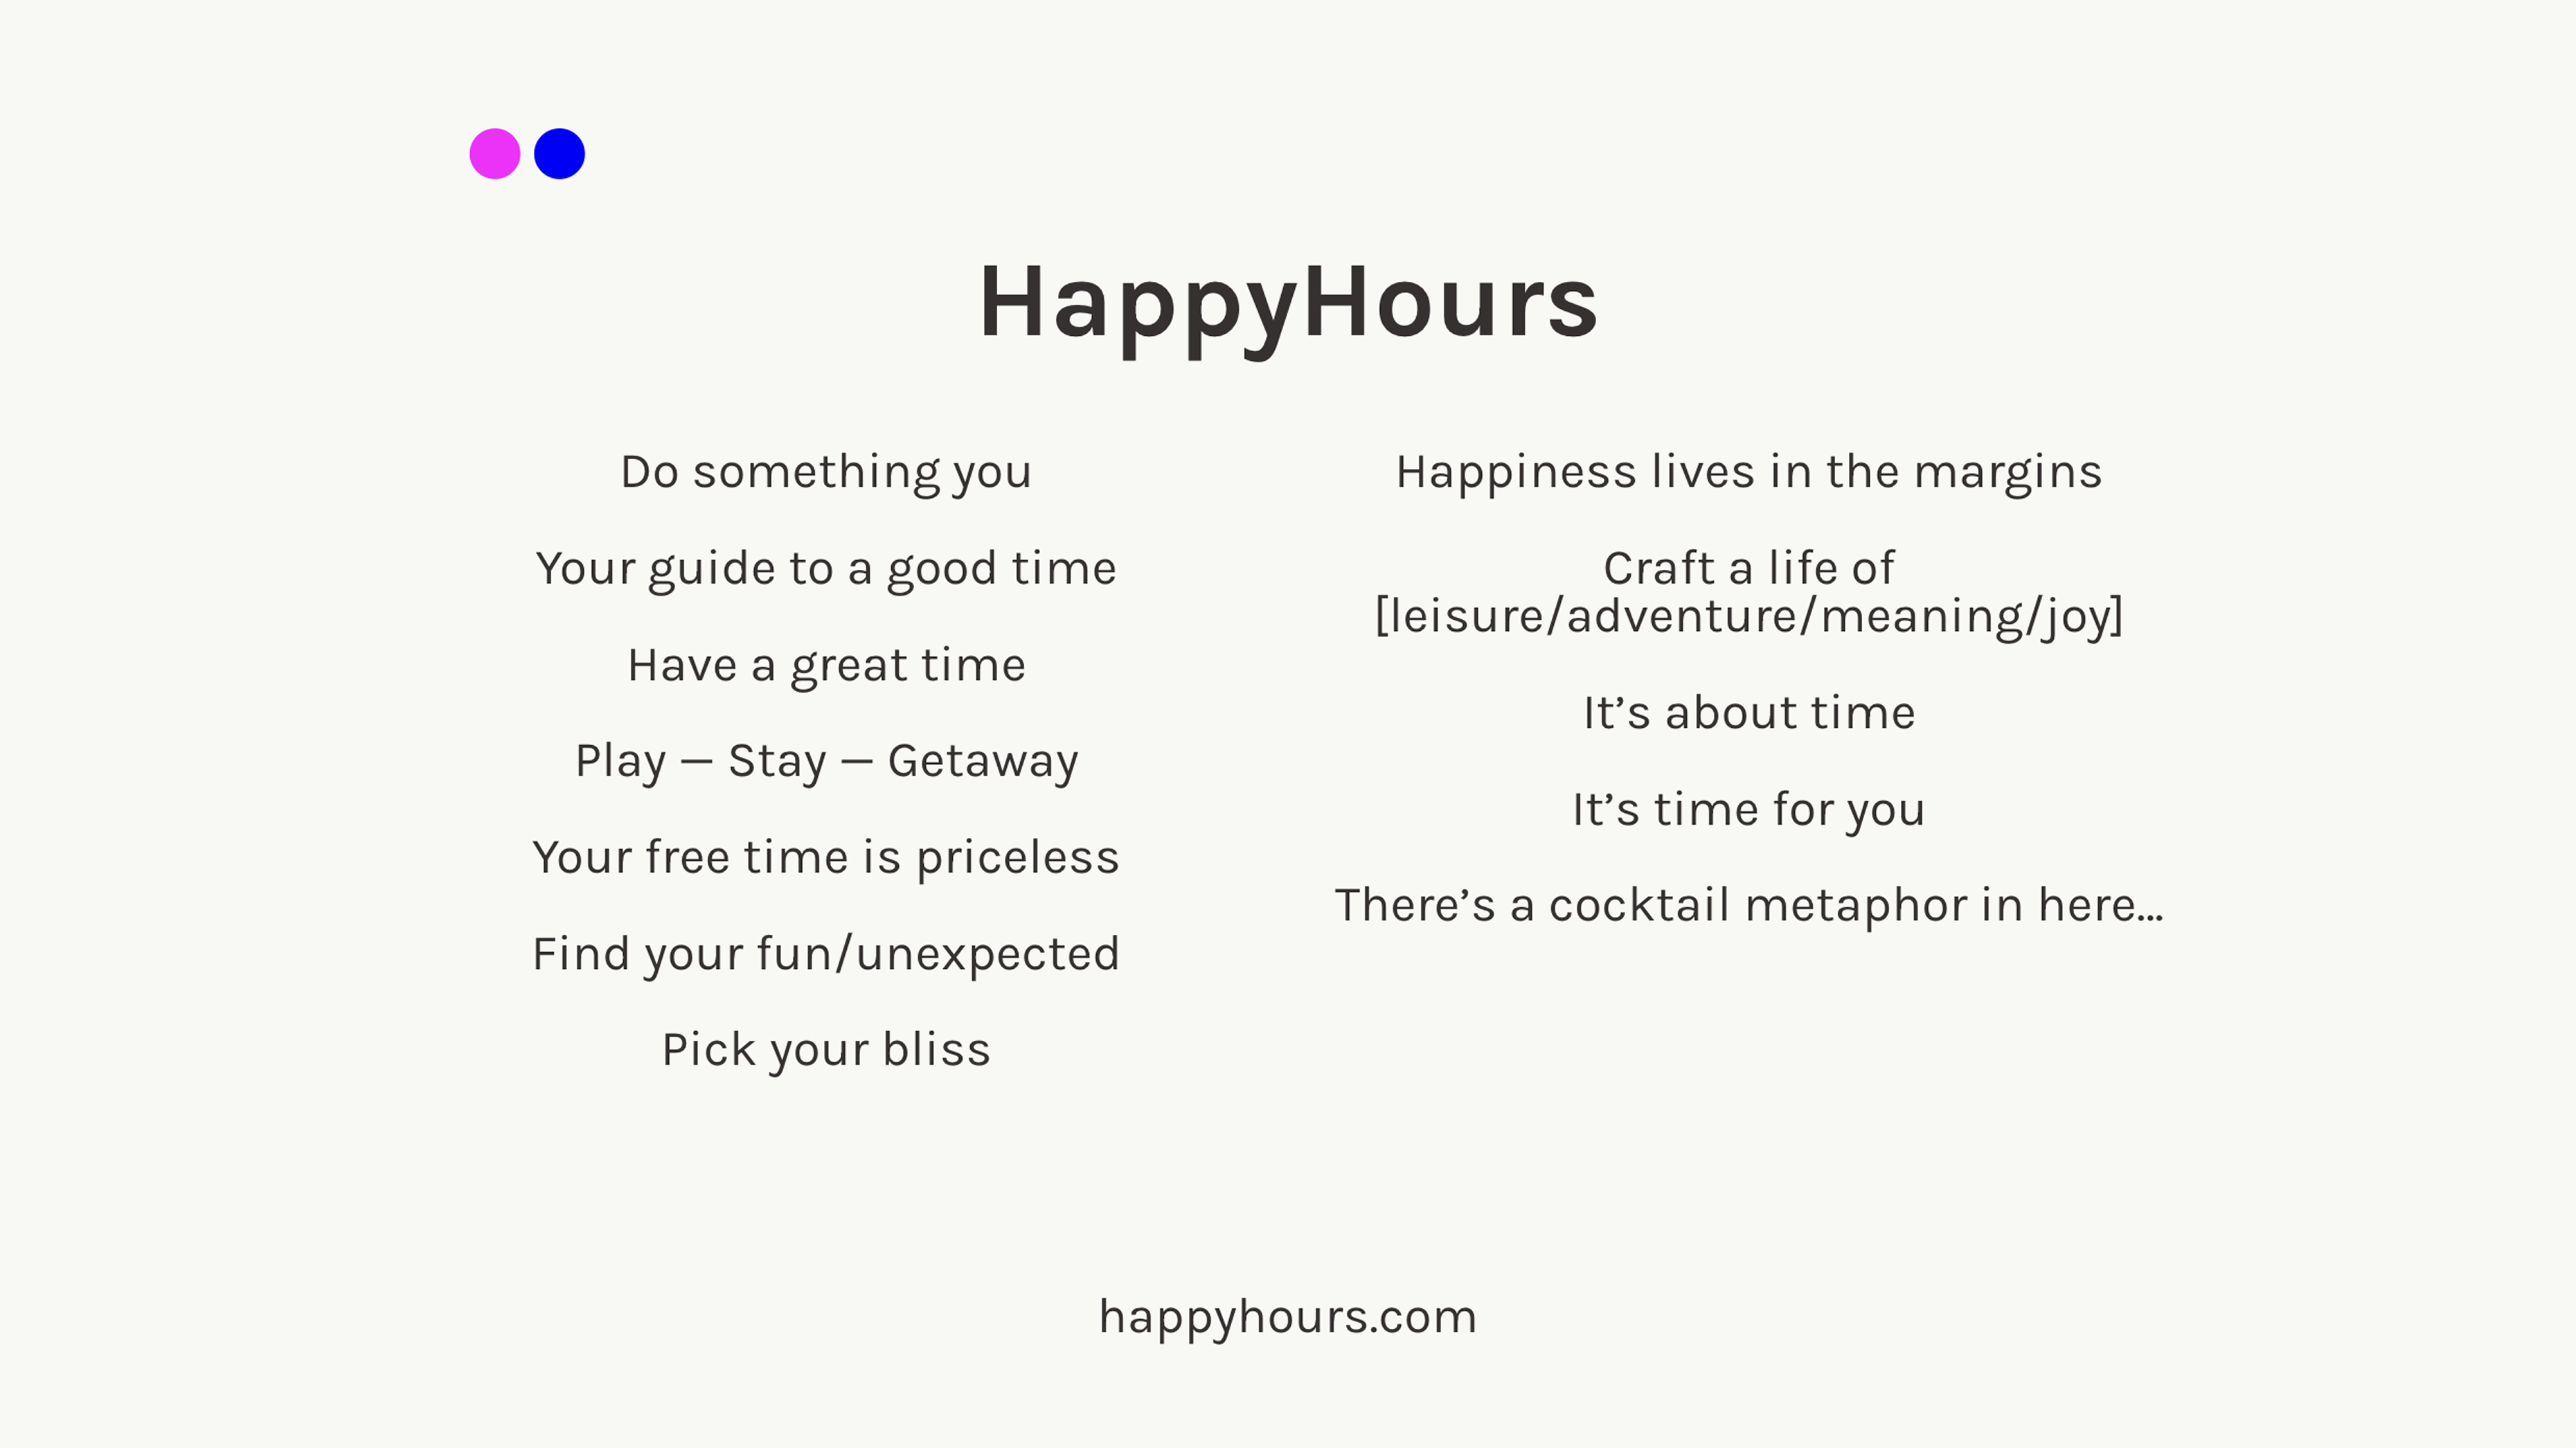 HappyHours
Do something you
Your guide to a good time
Have a great time
Play — Stay — Getaway
Your free time is priceless
Find your fun/unexpected
Pick your bliss
Happiness lives in the margins
Craft a life of
[leisure/adventure/meaning/joy]
It’s about time
It’s time for you
There’s a cocktail metaphor in here…
happyhours.com